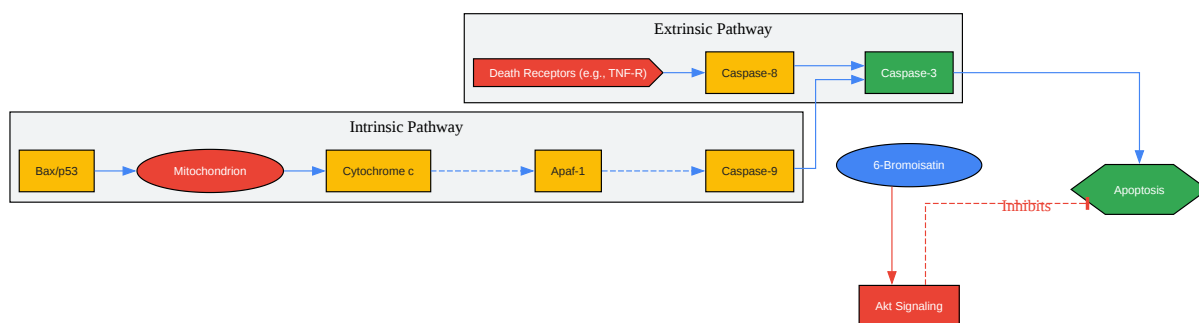 Extrinsic Pathway
Death Receptors (e.g., TNF-R)
Caspase-8
Caspase-3
Intrinsic Pathway
Bax/p53
Mitochondrion
Cytochrome c
Apaf-1
Caspase-9
6-Bromoisatin
Apoptosis
Inhibits
Akt Signaling